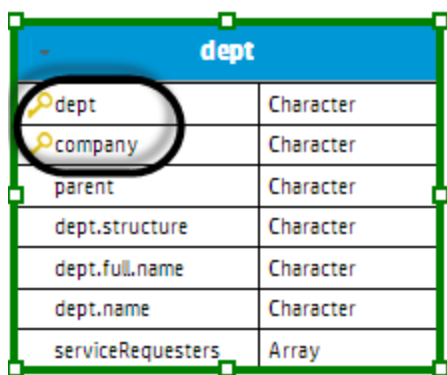 dept
dept Character
company Character
parent Character
dept.structure Character
dept.full.name Character
dept.name Character
serviceRequesters Array